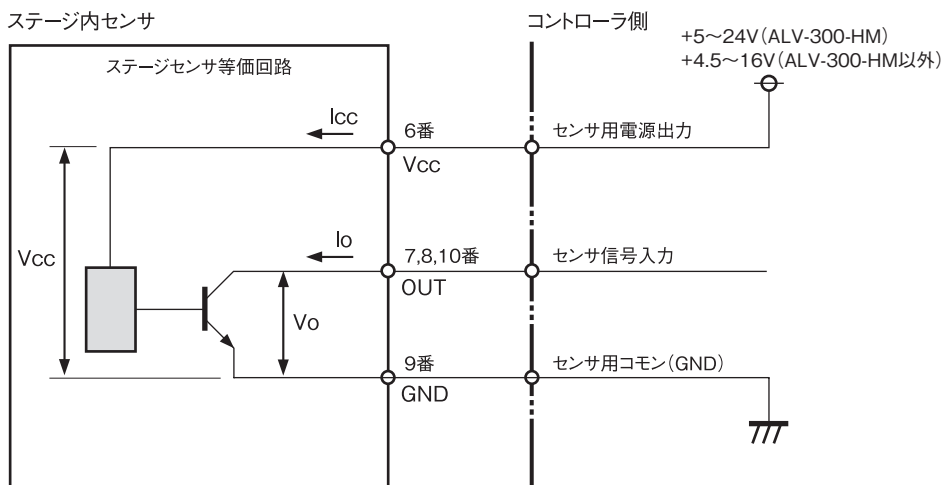 ステージ内センサ
コントローラ側
+5～24V(ALV-300-HM)
+4.5～16V(ALV-300-HM以外)
ステージセンサ等価回路
Icc
6番
センサ用電源出力
Vcc
Vcc
Io
7,8,10番
センサ信号入力
OUT
Vo
9番
センサ用コモン(GND)
GND